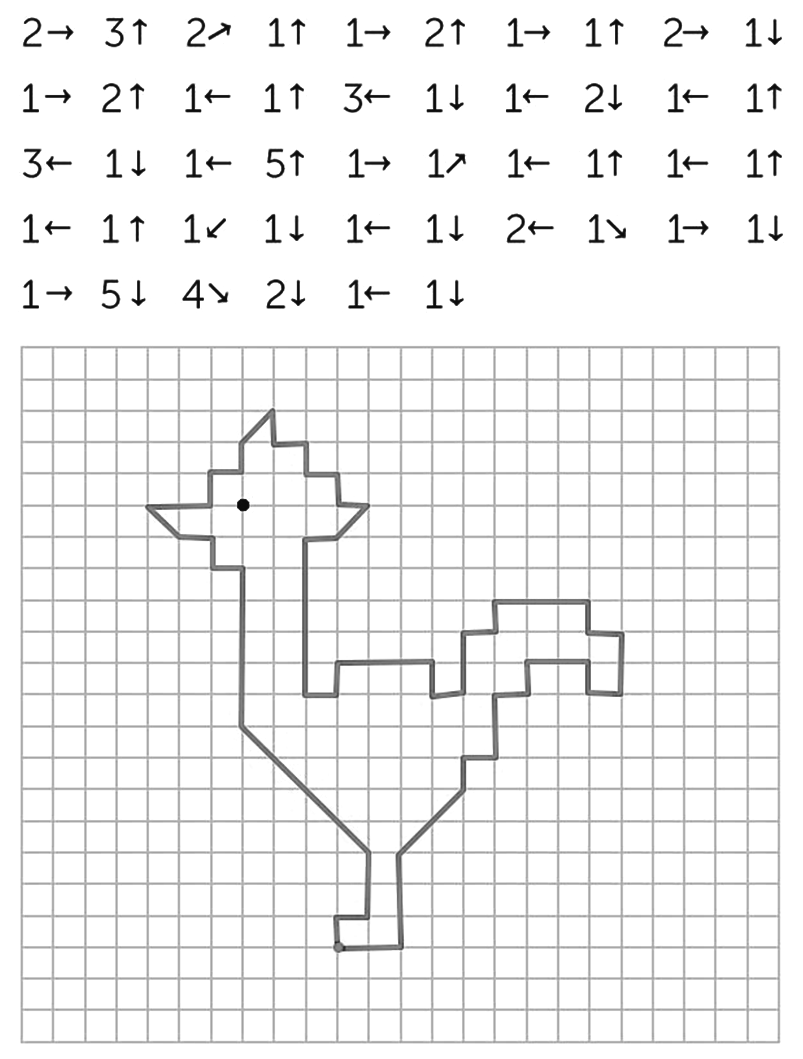 2→ 3↑ 2↗ 1↑ 1→ 2↑ 1→ 1↑ 2→ 1↓
1→ 2↑ 1← 1↑ 3← 1↓ 1← 2↓ 1← 1↑
3← 1↓ 1← 5↑ 1→ 1↗ 1← 1↑ 1← 1↑
1← 1↑ 1↙ 1↓ 1← 1↓ 2← 1↘ 1→ 1↓
1→ 5↓ 4↘ 2↓ 1← 1↓